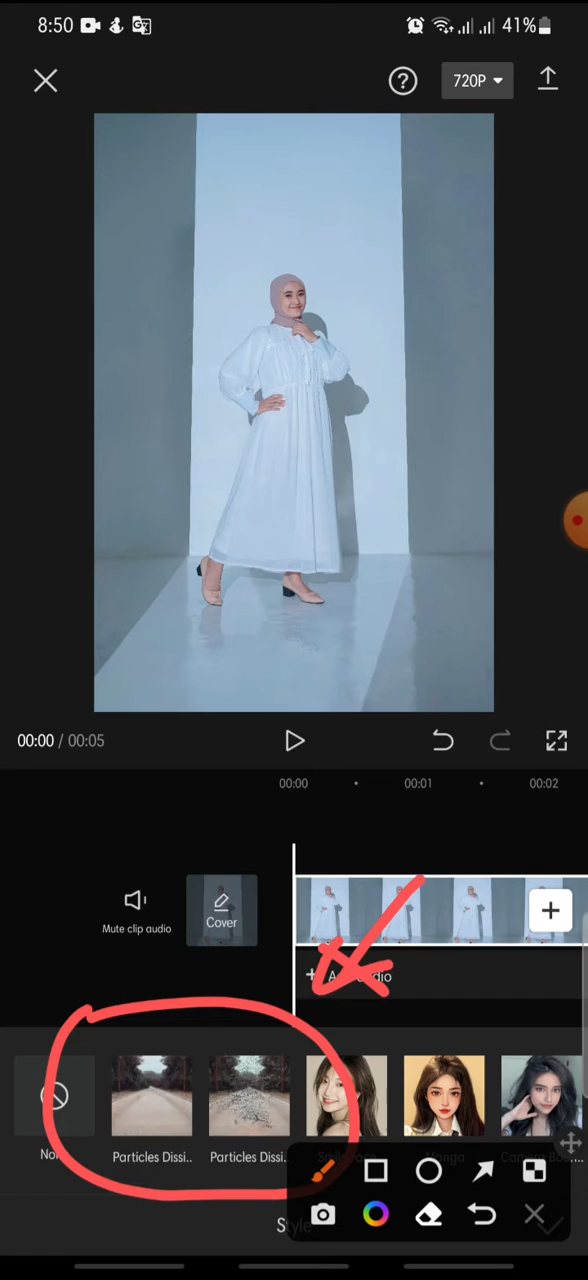 8:50
41%
720P
00:00 / 00:05
00:00
00:01
00:02
Mute clip audio
Cover
Particles Dissi..
Particles Dissi..